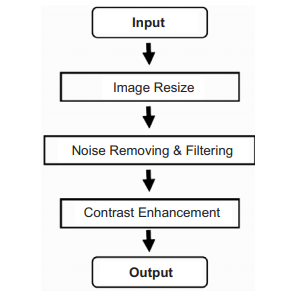 Input
Image Resize
Noise Removing & Filtering
Contrast Enhancement
Output